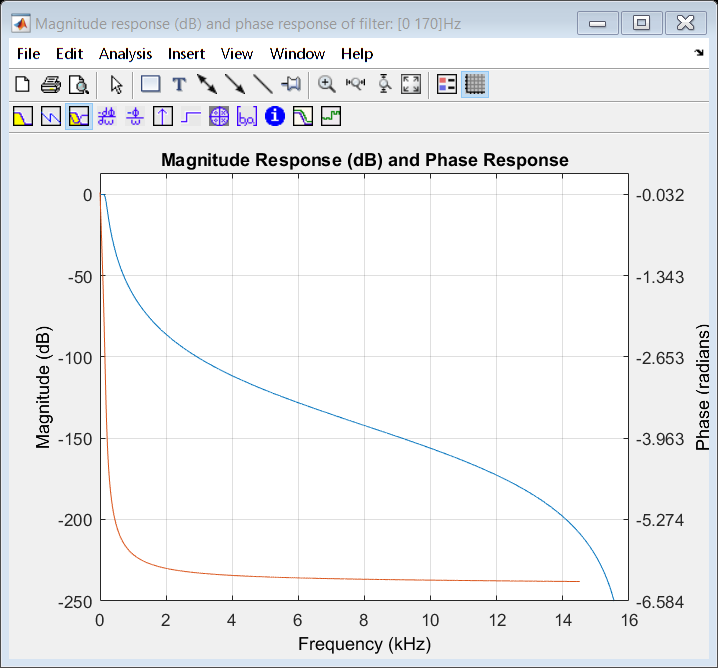 Magnitude response (dB) and phase response of filter: [0 170]Hz
File Edit Analysis Insert View Window Help
T
[b,a] i
Magnitude Response (dB) and Phase Response
0
-50
-100
-150
-200
-250
Magnitude (dB)
-0.032
-1.343
-2.653
-3.963
-5.274
-6.584
Phase (radians)
0 2 4 6 8 10 12 14 16
Frequency (kHz)